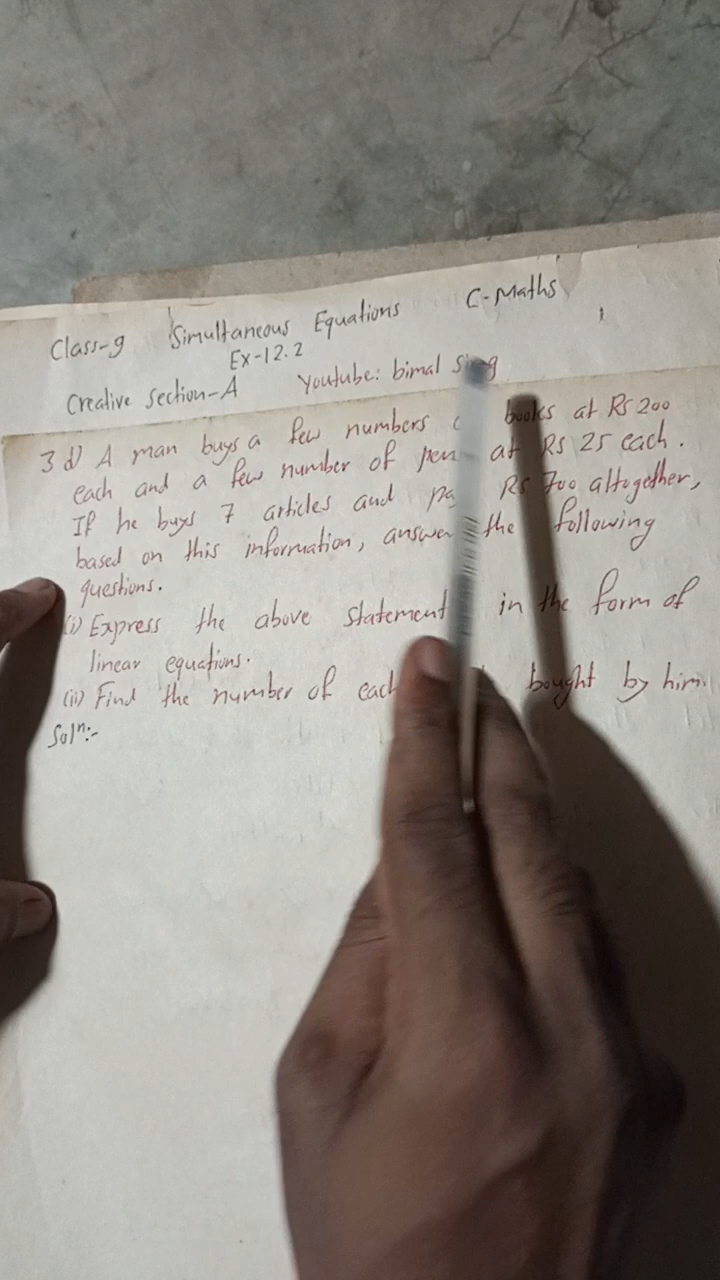 Class-9 Simultaneous Equations C-Maths
Ex-12.2
Creative section-A Youtube: bimal
3 d) A man buys a few numbers books at Rs 200
each and a few number of pen at Rs 25 each.
If he buys 7 articles and Rs 700 altogether,
based on this information, answer the following
questions.
(i) Express the above statement in the form of
linear equations.
(ii) Find the number of each bought by him.
Solⁿ:-